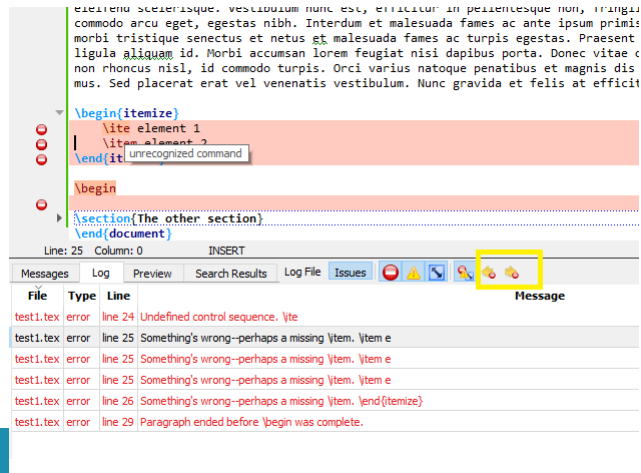 eleifend scelerisque. Vestibulum nunc est, efficitur in pellentesque non, fringil
commodo arcu eget, egestas nibh. Interdum et malesuada fames ac ante ipsum primis
morbi tristique senectus et netus et malesuada fames ac turpis egestas. Praesent
ligula aliquam id. Morbi accumsan lorem feugiat nisi dapibus porta. Donec vitae
non rhoncus nisl, id commodo turpis. Orci varius natoque penatibus et magnis dis
mus. Sed placerat erat vel venenatis vestibulum. Nunc gravida et felis at efficit
\begin{itemize}
\ite element 1
\item element 2
unrecognized command
\end{it
\begin
\section{The other section}
\end{document}
Line: 25 Column: 0 INSERT
Messages Log Preview Search Results Log File Issues
File Type Line Message
test1.tex error line 24 Undefined control sequence. \ite
test1.tex error line 25 Something's wrong--perhaps a missing \item. \item e
test1.tex error line 25 Something's wrong--perhaps a missing \item. \item e
test1.tex error line 25 Something's wrong--perhaps a missing \item. \item e
test1.tex error line 26 Something's wrong--perhaps a missing \item. \end{itemize}
test1.tex error line 29 Paragraph ended before \begin was complete.